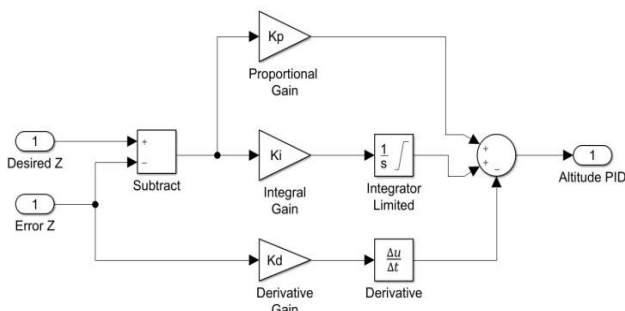 Kp
Proportional
Gain
1
Desired Z
+
−
Subtract
Ki
Integral
Gain
1
s
Integrator
Limited
+
+
−
1
Altitude PID
1
Error Z
Kd
Derivative
Gain
Δu
Δt
Derivative